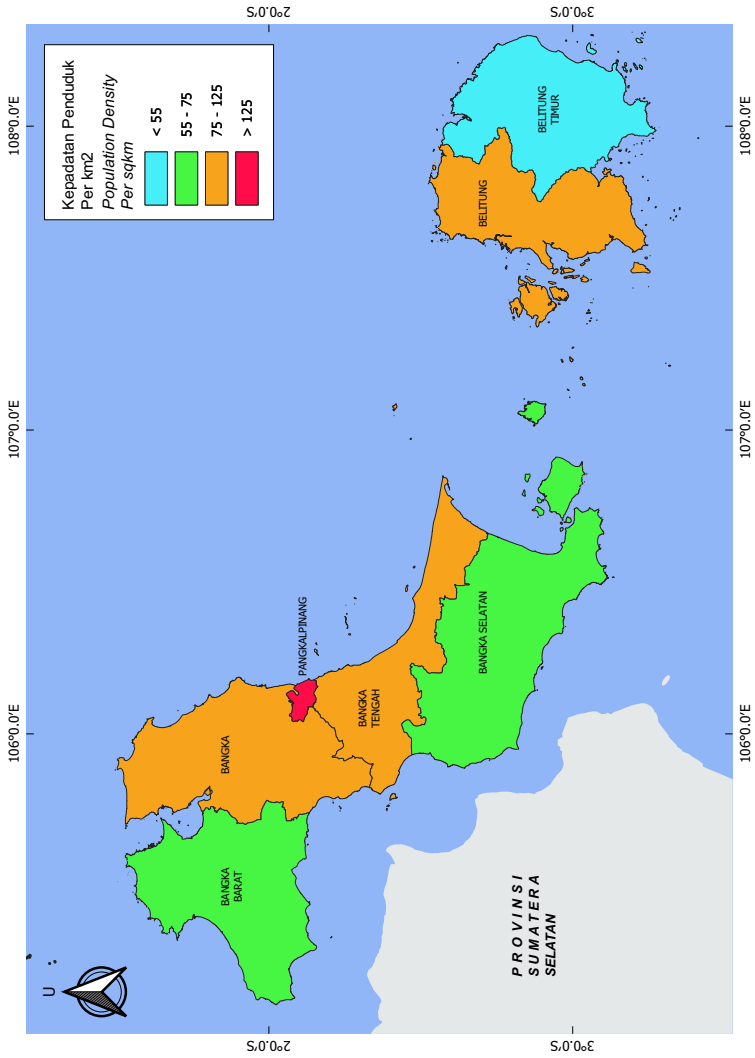 U
106°0.0'E
107°0.0'E
108°0.0'E
2°0.0'S
3°0.0'S
Kepadatan Penduduk
Per km2
Population Density
Per sqkm
< 55
55 - 75
75 - 125
> 125
BANGKA
BARAT
BANGKA
PANGKALPINANG
BANGKA
TENGAH
BANGKA SELATAN
BELITUNG
BELITUNG
TIMUR
PROVINSI
SUMATERA
SELATAN
2°0.0'S
3°0.0'S
106°0.0'E
107°0.0'E
108°0.0'E